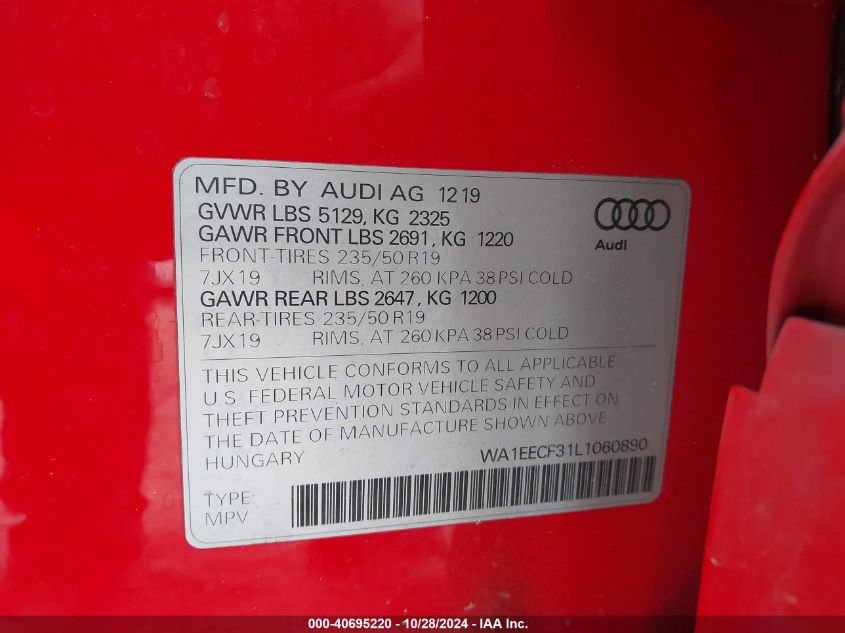 MFD. BY AUDI AG 12 19
GVWR LBS 5129, KG 2325
GAWR FRONT LBS 2691, KG 1220
FRONT-TIRES 235/50 R19
7JX19 RIMS, AT 260 KPA 38 PSI COLD
GAWR REAR LBS 2647, KG 1200
REAR-TIRES 235/50 R19
7JX19 RIMS, AT 260 KPA 38 PSI COLD
Audi
THIS VEHICLE CONFORMS TO ALL APPLICABLE
U.S. FEDERAL MOTOR VEHICLE SAFETY AND
THEFT PREVENTION STANDARDS IN EFFECT ON
THE DATE OF MANUFACTURE SHOWN ABOVE
HUNGARY WA1EECF31L1060890
TYPE:
MPV
000-40695220 - 10/28/2024 - IAA Inc.